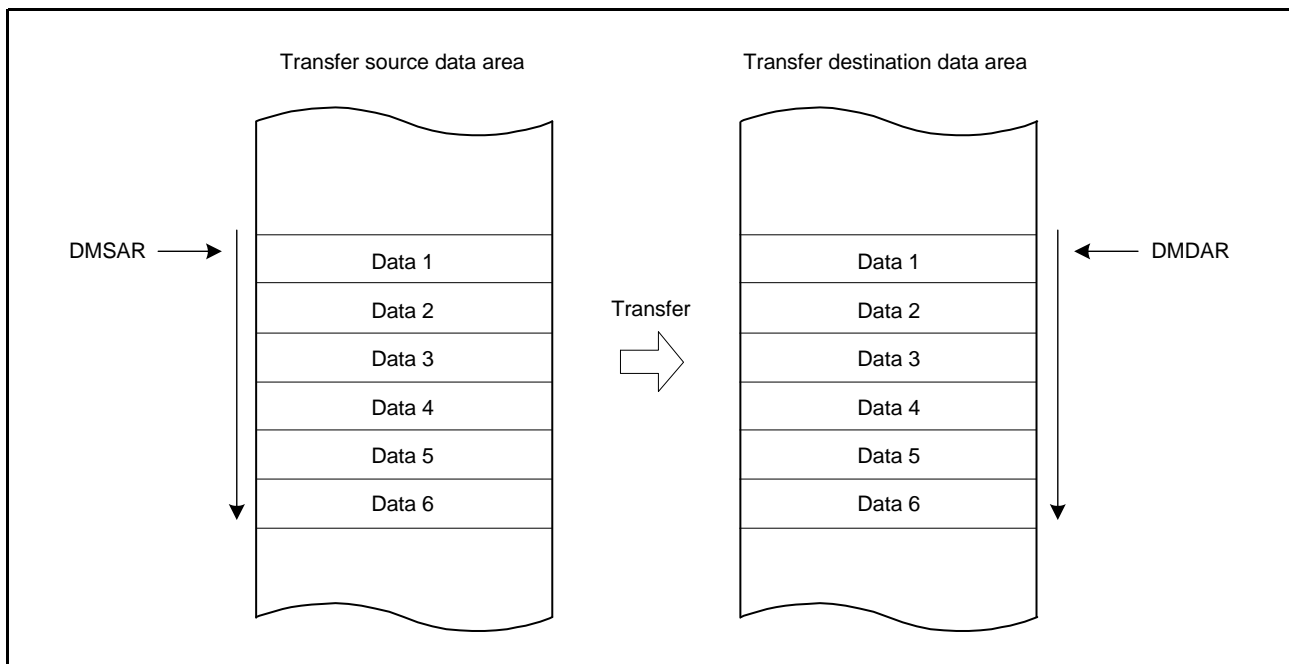 Transfer source data area
Transfer destination data area
DMSAR
Data 1
Data 2
Data 3
Data 4
Data 5
Data 6
Transfer
Data 1
Data 2
Data 3
Data 4
Data 5
Data 6
DMDAR